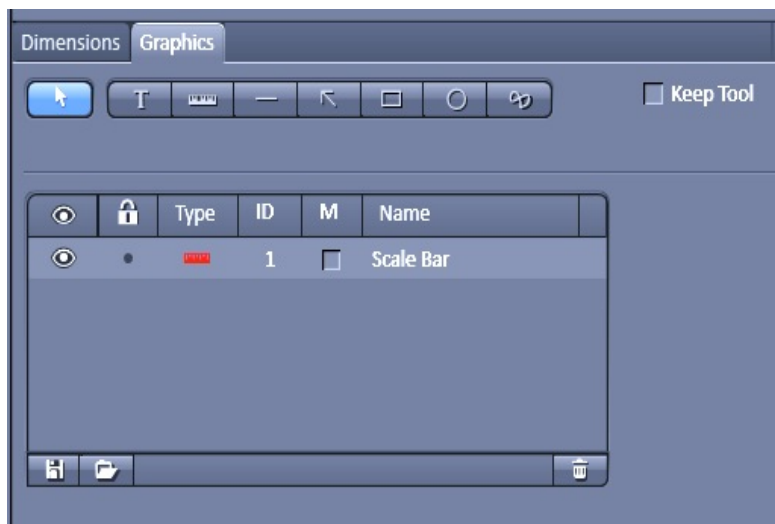 Dimensions Graphics
T Keep Tool
Type ID M Name
1 Scale Bar